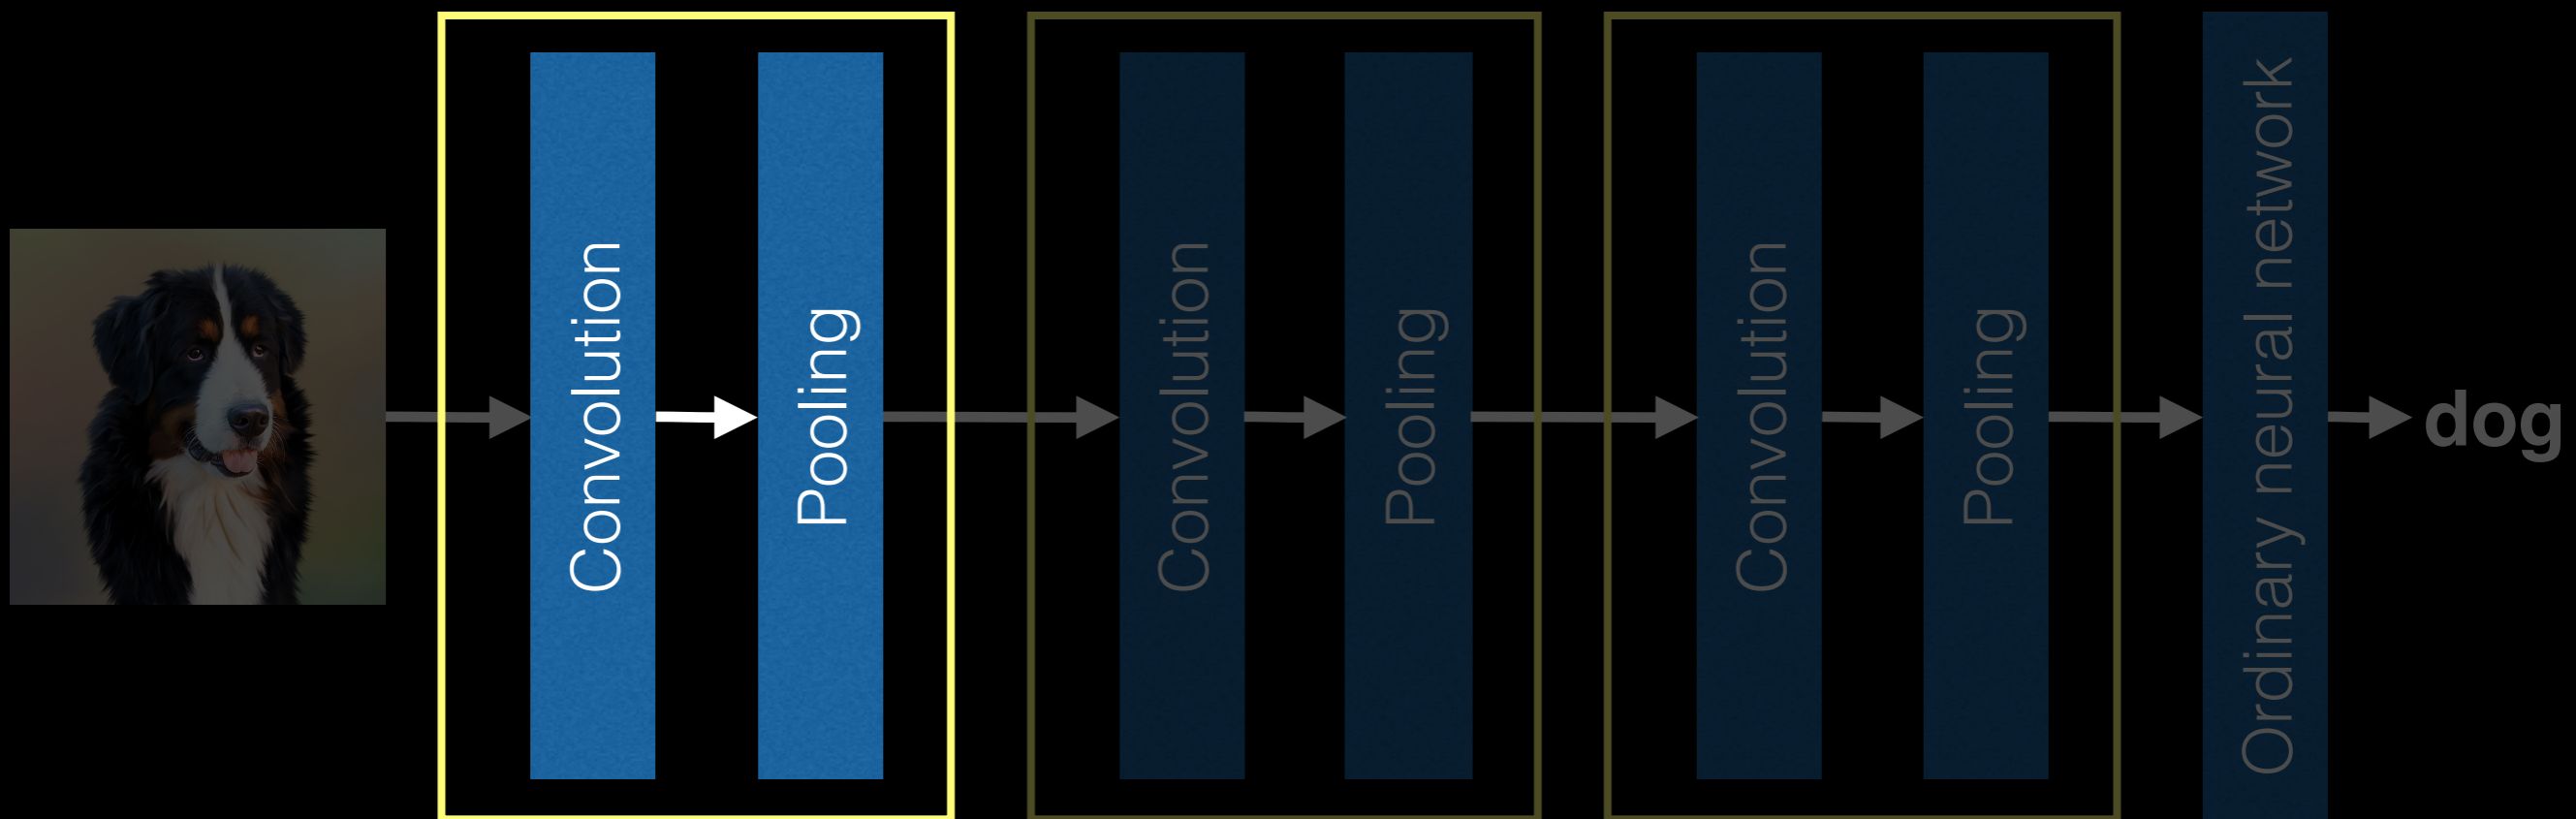 Convolution
Pooling
Convolution
Pooling
Convolution
Pooling
Ordinary neural network
dog